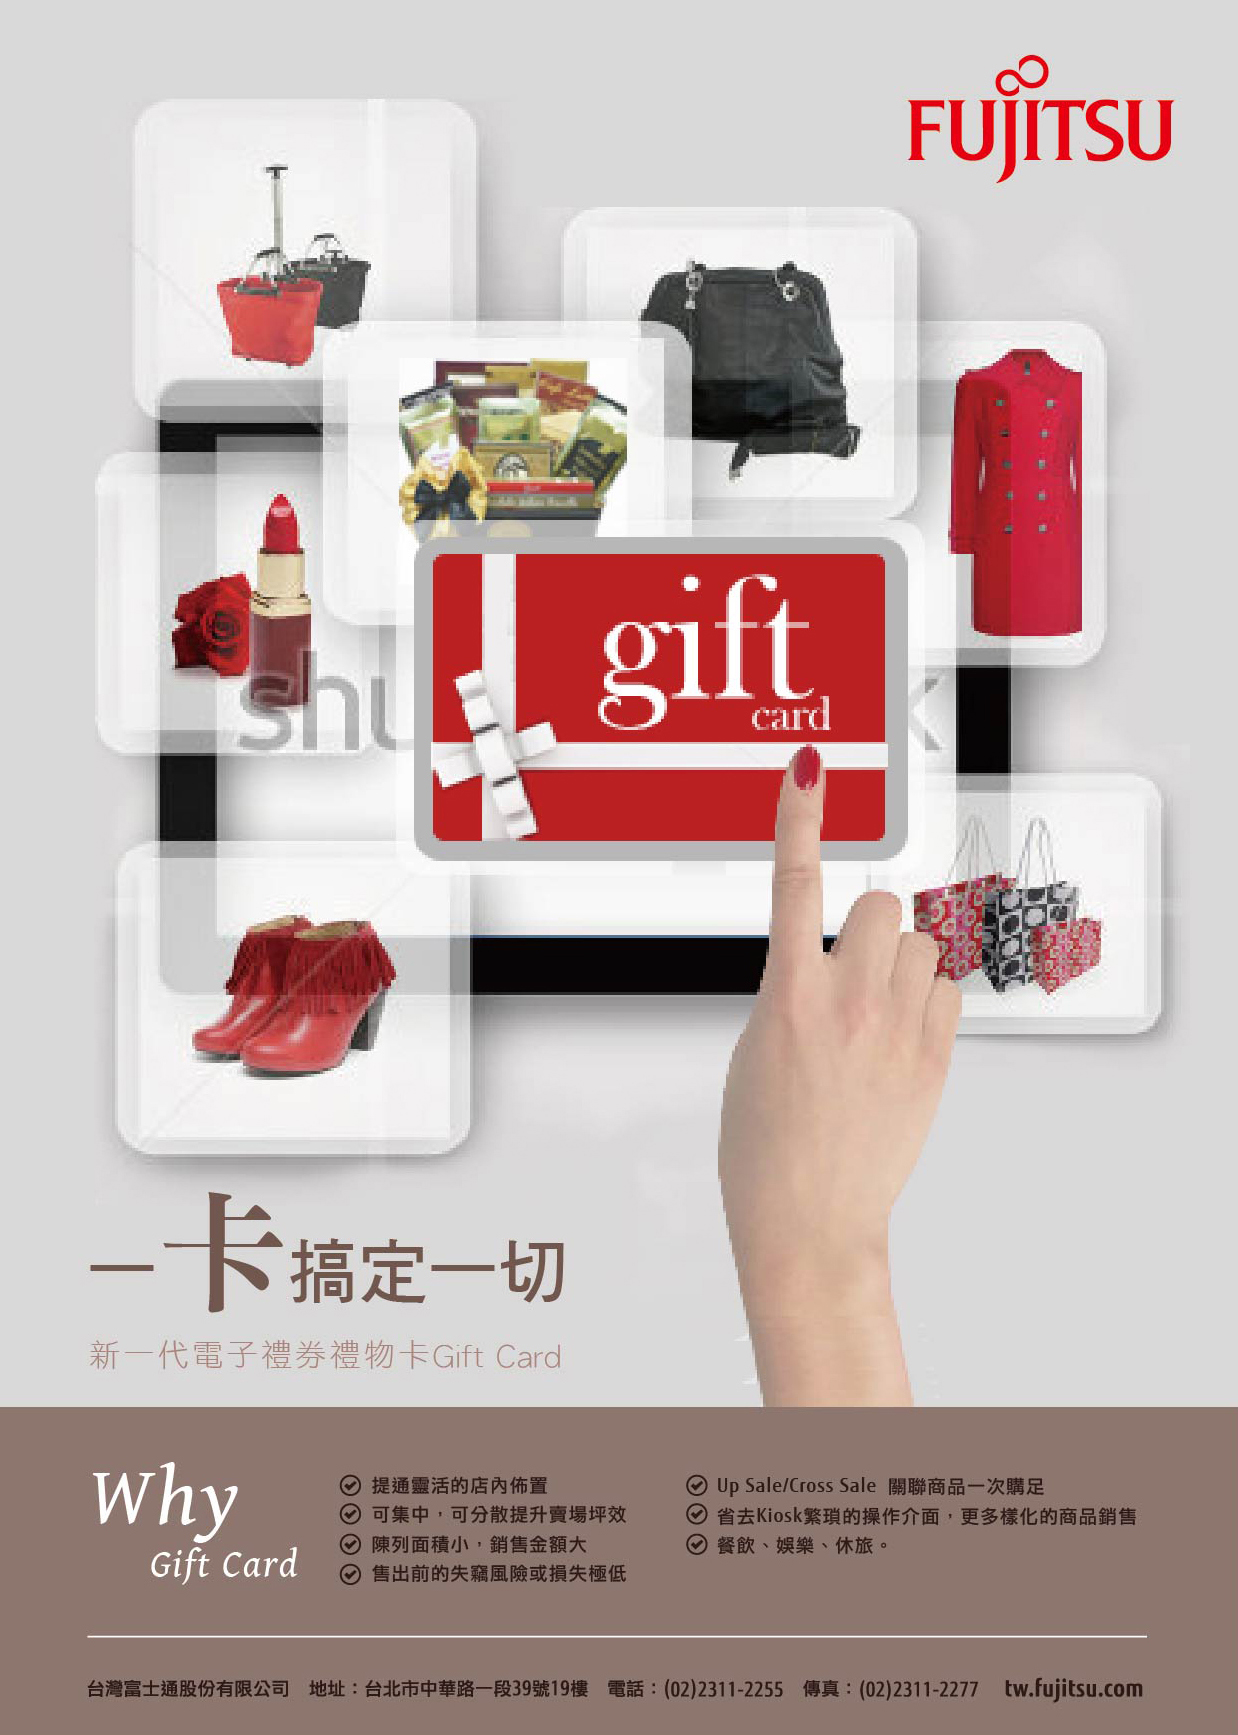 FUJITSU
gift
card
一卡搞定一切
新一代電子禮券禮物卡Gift Card
Why
Gift Card
提通靈活的店內佈置
可集中，可分散提升賣場坪效
陳列面積小，銷售金額大
售出前的失竊風險或損失極低
Up Sale/Cross Sale 關聯商品一次購足
省去Kiosk繁瑣的操作介面，更多樣化的商品銷售
餐飲、娛樂、休旅。
台灣富士通股份有限公司 地址：台北市中華路一段39號19樓 電話：(02)2311-2255 傳真：(02)2311-2277 tw.fujitsu.com